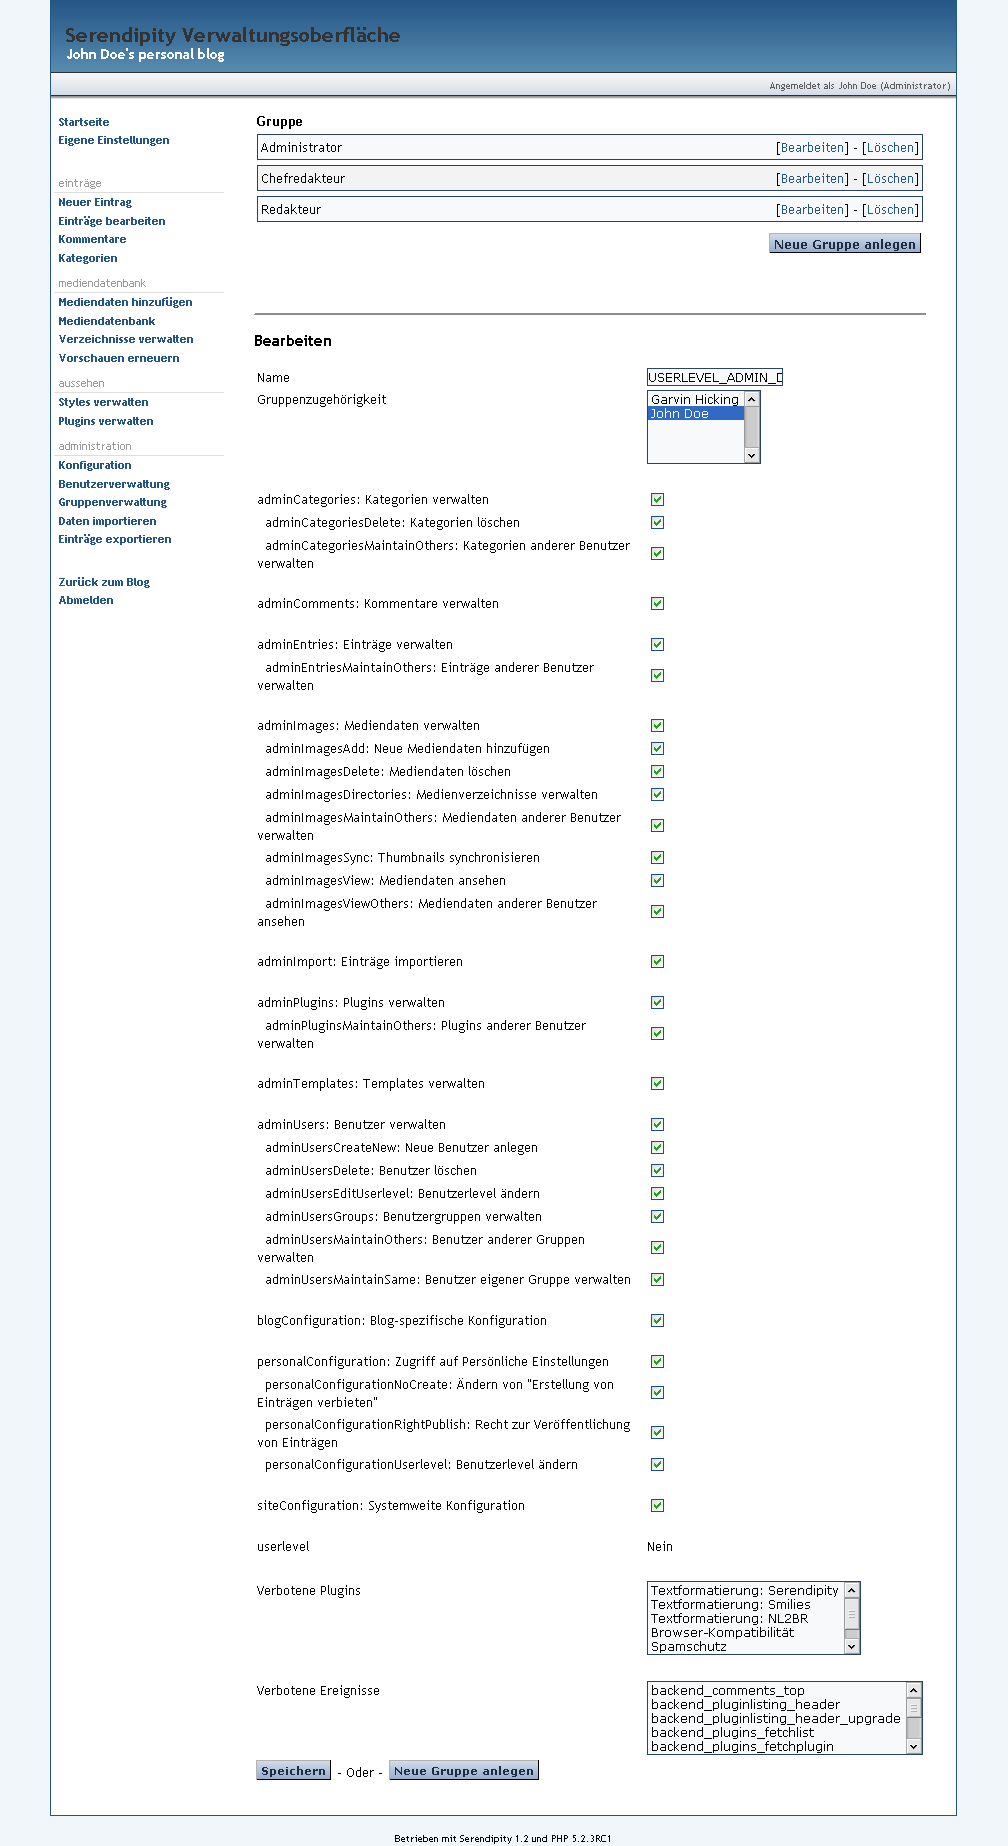 Serendipity Verwaltungsoberfläche
John Doe's personal blog
Angemeldet als John Doe (Administrator)
Startseite
Eigene Einstellungen
einträge
Neuer Eintrag
Einträge bearbeiten
Kommentare
Kategorien
mediendatenbank
Mediendaten hinzufügen
Mediendatenbank
Verzeichnisse verwalten
Vorschauen erneuern
aussehen
Styles verwalten
Plugins verwalten
administration
Konfiguration
Benutzerverwaltung
Gruppenverwaltung
Daten importieren
Einträge exportieren
Zurück zum Blog
Abmelden
Gruppe
Administrator [Bearbeiten] - [Löschen]
Chefredakteur [Bearbeiten] - [Löschen]
Redakteur [Bearbeiten] - [Löschen]
Neue Gruppe anlegen
Bearbeiten
Name USERLEVEL_ADMIN_D
Gruppenzugehörigkeit Garvin Hicking
John Doe
adminCategories: Kategorien verwalten
adminCategoriesDelete: Kategorien löschen
adminCategoriesMaintainOthers: Kategorien anderer Benutzer
verwalten
adminComments: Kommentare verwalten
adminEntries: Einträge verwalten
adminEntriesMaintainOthers: Einträge anderer Benutzer
verwalten
adminImages: Mediendaten verwalten
adminImagesAdd: Neue Mediendaten hinzufügen
adminImagesDelete: Mediendaten löschen
adminImagesDirectories: Medienverzeichnisse verwalten
adminImagesMaintainOthers: Mediendaten anderer Benutzer
verwalten
adminImagesSync: Thumbnails synchronisieren
adminImagesView: Mediendaten ansehen
adminImagesViewOthers: Mediendaten anderer Benutzer
ansehen
adminImport: Einträge importieren
adminPlugins: Plugins verwalten
adminPluginsMaintainOthers: Plugins anderer Benutzer
verwalten
adminTemplates: Templates verwalten
adminUsers: Benutzer verwalten
adminUsersCreateNew: Neue Benutzer anlegen
adminUsersDelete: Benutzer löschen
adminUsersEditUserlevel: Benutzerlevel ändern
adminUsersGroups: Benutzergruppen verwalten
adminUsersMaintainOthers: Benutzer anderer Gruppen
verwalten
adminUsersMaintainSame: Benutzer eigener Gruppe verwalten
blogConfiguration: Blog-spezifische Konfiguration
personalConfiguration: Zugriff auf Persönliche Einstellungen
personalConfigurationNoCreate: Ändern von "Erstellung von
Einträgen verbieten"
personalConfigurationRightPublish: Recht zur Veröffentlichung
von Einträgen
personalConfigurationUserlevel: Benutzerlevel ändern
siteConfiguration: Systemweite Konfiguration
userlevel Nein
Verbotene Plugins Textformatierung: Serendipity
Textformatierung: Smilies
Textformatierung: NL2BR
Browser-Kompatibilität
Spamschutz
Verbotene Ereignisse backend_comments_top
backend_pluginlisting_header
backend_pluginlisting_header_upgrade
backend_plugins_fetchlist
backend_plugins_fetchplugin
Speichern - Oder - Neue Gruppe anlegen
Betrieben mit Serendipity 1.2 und PHP 5.2.3RC1